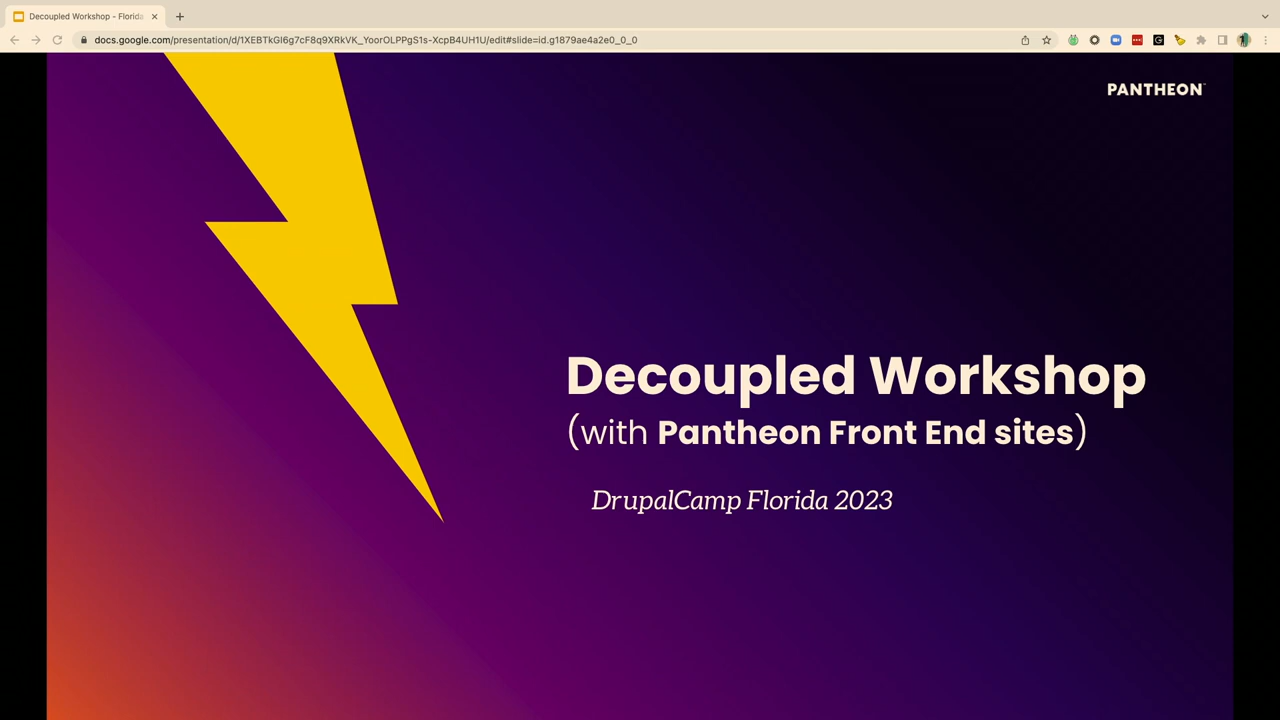 Decoupled Workshop - Florida
docs.google.com/presentation/d/1XEBTkGI6g7cF8q9XRkVK_YoorOLPPgS1s-XcpB4UH1U/edit#slide=id.g1879ae4a2e0_0_0
PANTHEON
Decoupled Workshop
(with Pantheon Front End sites)
DrupalCamp Florida 2023